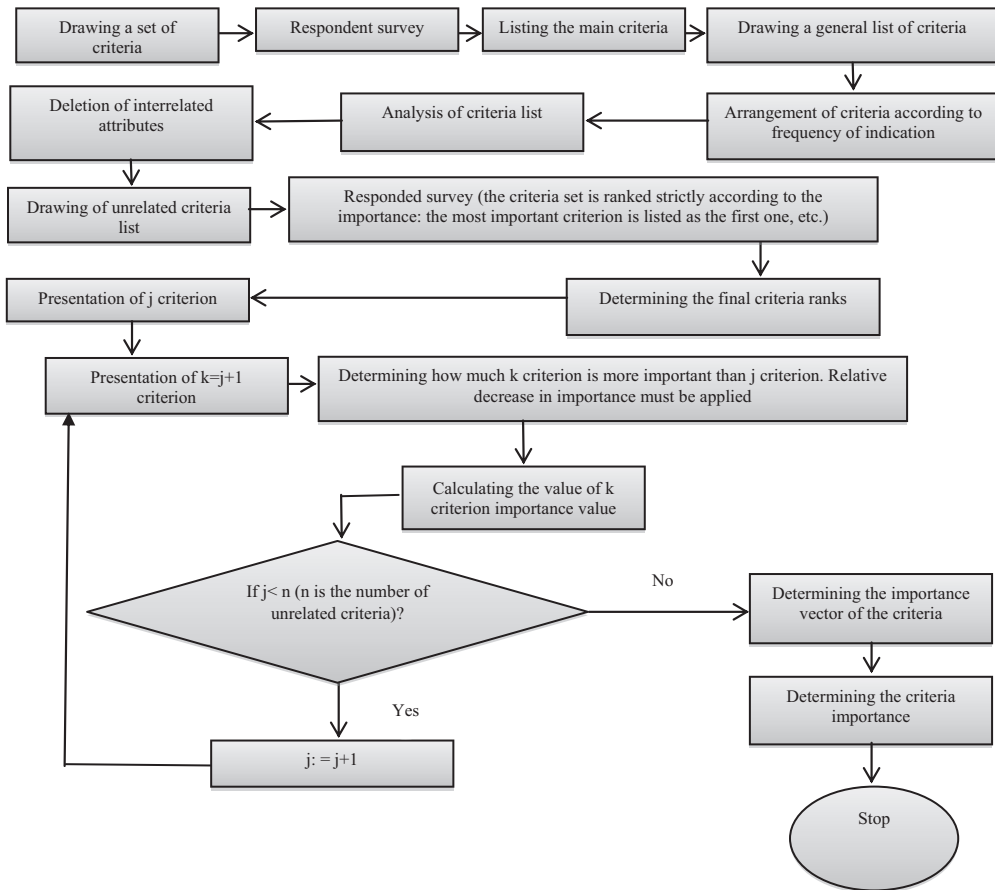 Drawing a set of
criteria
Respondent survey
Listing the main criteria
Drawing a general list of criteria
Arrangement of criteria according to
frequency of indication
Analysis of criteria list
Deletion of interrelated
attributes
Drawing of unrelated criteria
list
Responded survey (the criteria set is ranked strictly according to the
importance: the most important criterion is listed as the first one, etc.)
Determining the final criteria ranks
Presentation of j criterion
Presentation of k=j+1
criterion
Determining how much k criterion is more important than j criterion. Relative
decrease in importance must be applied
Calculating the value of k
criterion importance value
If j< n (n is the number of
unrelated criteria)?
No
Yes
j: = j+1
Determining the importance
vector of the criteria
Determining the criteria
importance
Stop